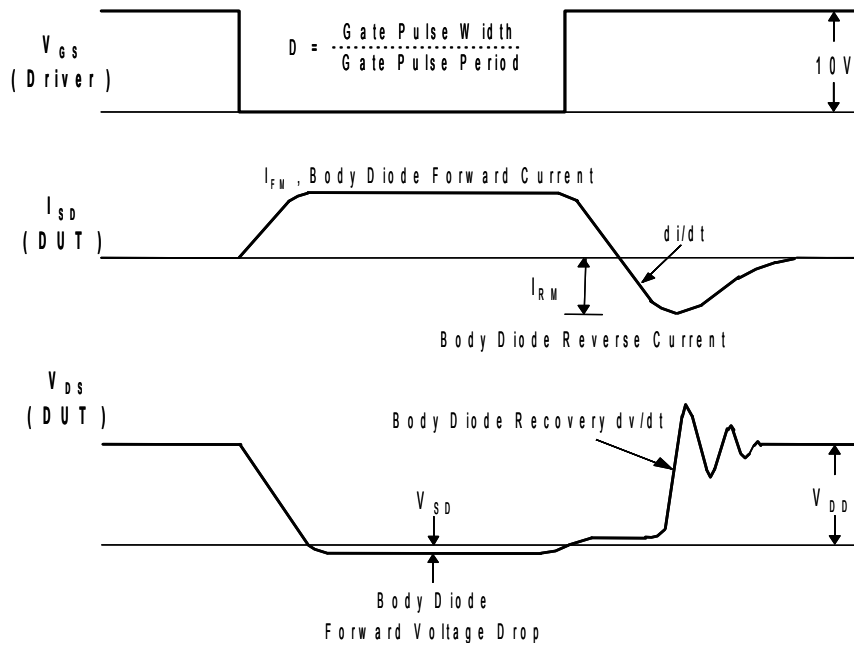 V GS
(Driver)
D = Gate Pulse Width
Gate Pulse Period
10V
I FM , Body Diode Forward Current
I SD
(DUT)
di/dt
I RM
Body Diode Reverse Current
V DS
(DUT)
Body Diode Recovery dv/dt
V SD
V DD
Body Diode
Forward Voltage Drop